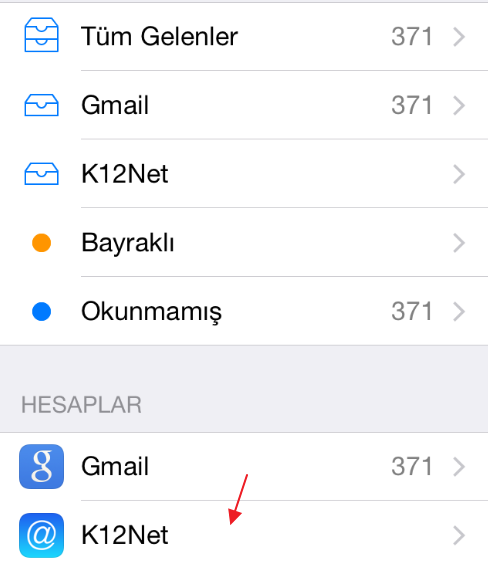 Tüm Gelenler 371
Gmail 371
K12Net
Bayraklı
Okunmamış 371
HESAPLAR
Gmail 371
K12Net